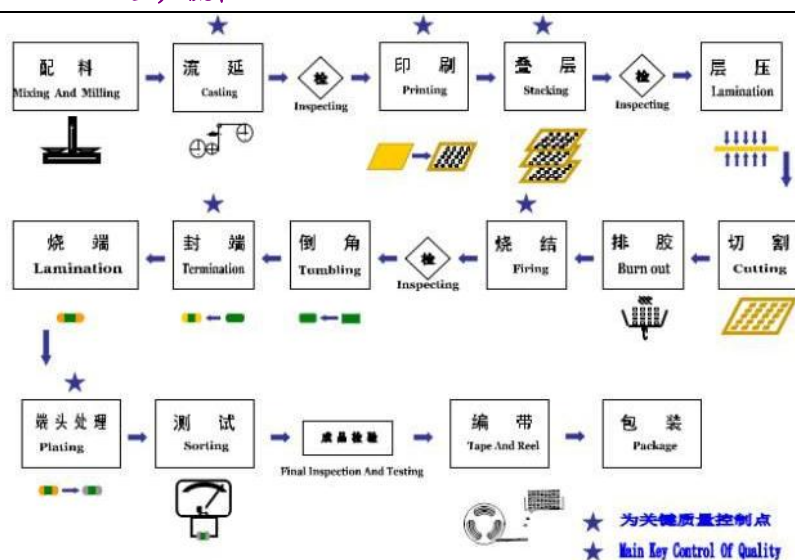 配 料
Mixing And Milling
流 延
Casting
检
Inspecting
印 刷
Printing
叠 层
Stacking
检
Inspecting
层 压
Lamination
烧 端
Lamination
封 端
Termination
倒 角
Tumbling
检
Inspecting
烧 结
Firing
排 胶
Burn out
切 割
Cutting
端头处理
Plating
测 试
Sorting
成品检验
Final Inspection And Testing
编 带
Tape And Reel
包 装
Package
为关键质量控制点
Main Key Control Of Quality